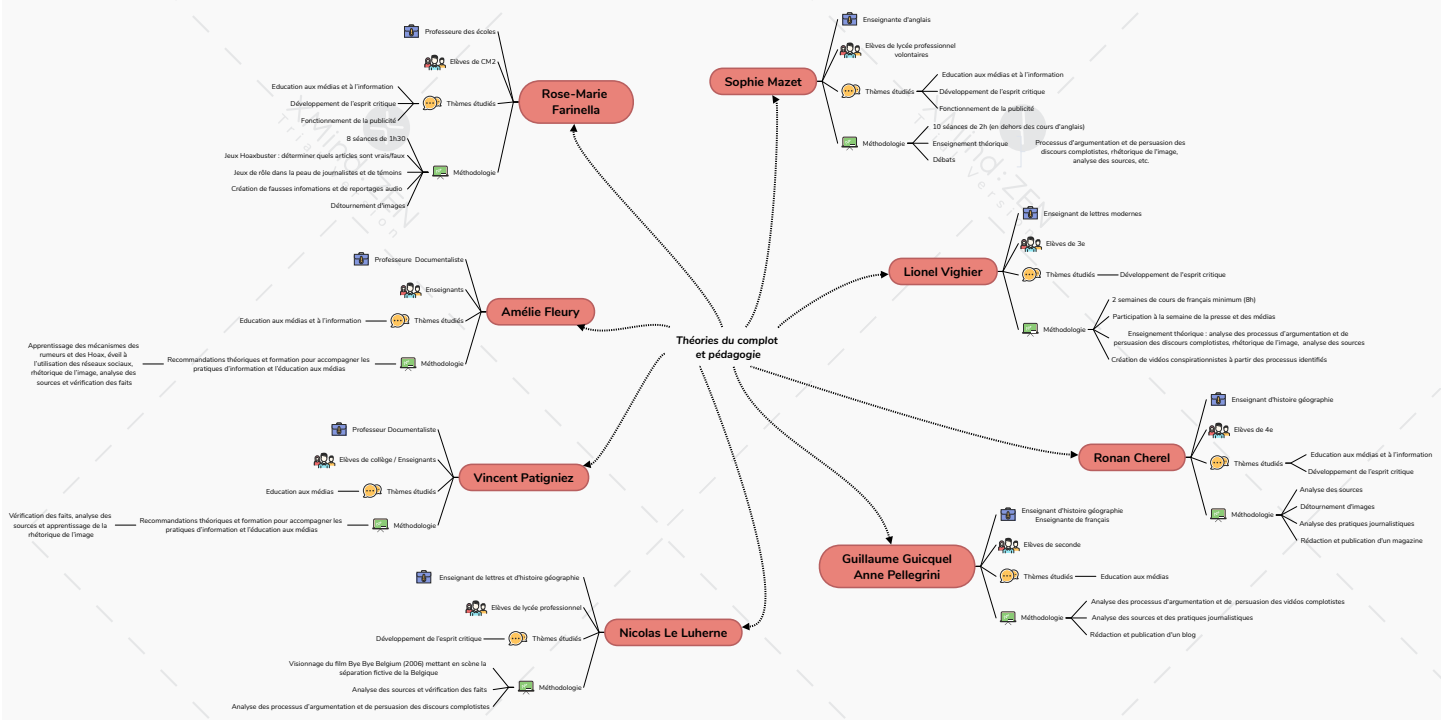 Théories du complot
et pédagogie
Rose-Marie
Farinella
Professeure des écoles
Elèves de CM2
Thèmes étudiés
Education aux médias et à l'information
Développement de l'esprit critique
Fonctionnement de la publicité
Méthodologie
8 séances de 1h30
Jeux Hoaxbuster : déterminer quels articles sont vrais/faux
Jeux de rôle dans la peau de journalistes et de témoins
Création de fausses infomations et de reportages audio
Détournement d'images
Amélie Fleury
Professeure Documentaliste
Enseignants
Thèmes étudiés
Education aux médias et à l'information
Méthodologie
Recommandations théoriques et formation pour accompagner les
pratiques d'information et l'éducation aux médias
Apprentissage des mécanismes des
rumeurs et des Hoax, éveil à
l'utilisation des réseaux sociaux,
rhétorique de l'image, analyse des
sources et vérification des faits
Vincent Patigniez
Professeur Documentaliste
Elèves de collège / Enseignants
Thèmes étudiés
Education aux médias
Méthodologie
Recommandations théoriques et formation pour accompagner les
pratiques d'information et l'éducation aux médias
Vérification des faits, analyse des
sources et apprentissage de la
rhétorique de l'image
Nicolas Le Luherne
Enseignant de lettres et d'histoire géographie
Elèves de lycée professionnel
Thèmes étudiés
Développement de l'esprit critique
Méthodologie
Visionnage du film Bye Bye Belgium (2006) mettant en scène la
séparation fictive de la Belgique
Analyse des sources et vérification des faits
Analyse des processus d'argumentation et de persuasion des discours complotistes
Sophie Mazet
Enseignante d'anglais
Elèves de lycée professionnel
volontaires
Thèmes étudiés
Education aux médias et à l'information
Développement de l'esprit critique
Fonctionnement de la publicité
Méthodologie
10 séances de 2h (en dehors des cours d'anglais)
Enseignement théorique
Processus d'argumentation et de persuasion des
discours complotistes, rhétorique de l'image,
analyse des sources, etc.
Débats
Lionel Vighier
Enseignant de lettres modernes
Elèves de 3e
Thèmes étudiés
Développement de l'esprit critique
Méthodologie
2 semaines de cours de français minimum (8h)
Participation à la semaine de la presse et des médias
Enseignement théorique : analyse des processus d'argumentation et de
persuasion des discours complotistes, rhétorique de l'image, analyse des sources
Création de vidéos conspirationnistes à partir des processus identifiés
Ronan Cherel
Enseignant d'histoire géographie
Elèves de 4e
Thèmes étudiés
Education aux médias et à l'information
Développement de l'esprit critique
Méthodologie
Analyse des sources
Détournement d'images
Analyse des pratiques journalistiques
Rédaction et publication d'un magazine
Guillaume Guicquel
Anne Pellegrini
Enseignant d'histoire géographie
Enseignante de français
Elèves de seconde
Thèmes étudiés
Education aux médias
Méthodologie
Analyse des processus d'argumentation et de persuasion des vidéos complotistes
Analyse des sources et des pratiques journalistiques
Rédaction et publication d'un blog
XMind:ZEN
XMind:ZEN